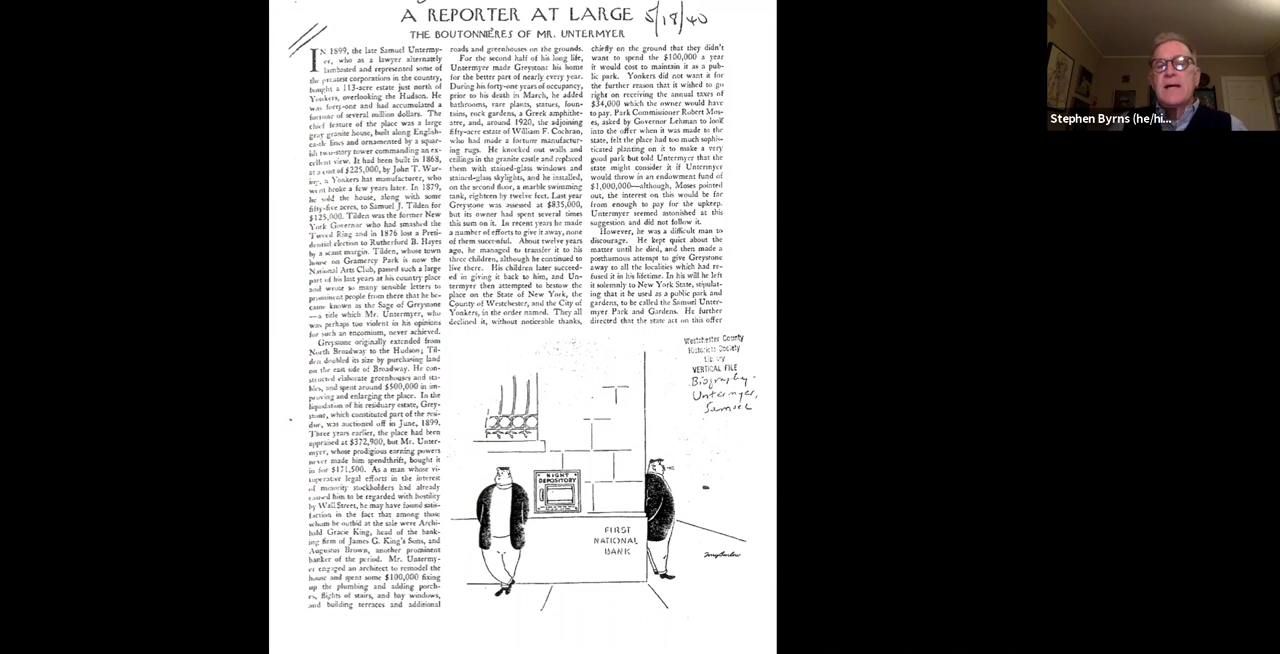 A REPORTER AT LARGE
5/18/40
THE BOUTONNIÈRES OF MR. UNTERMYER
IN 1899, the late Samuel Untermy-
er, who as a lawyer alternately
lambasted and represented some of
the greatest corporations in the country,
bought a 113-acre estate just north of
Yonkers, overlooking the Hudson. He
was forty-one and had accumulated a
fortune of several million dollars. The
chief feature of the place was a large
gray granite house, built along English-
castle lines and ornamented by a squar-
ish two-story tower commanding an ex-
cellent view. It had been built in 1868,
at a cost of $225,000, by John T. War-
ing, a Yonkers hat manufacturer, who
went broke a few years later. In 1879,
he sold the house, along with some
fifty-five acres, to Samuel J. Tilden for
$125,000. Tilden was the former New
York Governor who had smashed the
Tweed Ring and in 1876 lost a Presi-
dential election to Rutherford B. Hayes
by a scant margin. Tilden, whose town
house on Gramercy Park is now the
National Arts Club, passed such a large
part of his last years at his country place
and wrote so many sensible letters to
prominent people from there that he be-
came known as the Sage of Greystone
—a title which Mr. Untermyer, who
was perhaps too violent in his opinions
for such an encomium, never achieved.
Greystone originally extended from
North Broadway to the Hudson; Til-
den doubled its size by purchasing land
on the east side of Broadway. He con-
structed elaborate greenhouses and sta-
bles, and spent around $500,000 in im-
proving and enlarging the place. In the
liquidation of his residuary estate, Grey-
stone, which constituted part of the resi-
due, was auctioned off in June, 1899.
Three years earlier, the place had been
appraised at $372,900, but Mr. Unter-
myer, whose prodigious earning powers
never made him spendthrift, bought it
in for $171,500. As a man whose vi-
tuperative legal efforts in the interest
of minority stockholders had already
caused him to be regarded with hostility
by Wall Street, he may have found satis-
faction in the fact that among those
whom he outbid at the sale were Archi-
bald Gracie King, head of the bank-
ing firm of James G. King's Sons, and
Augustus Brown, another prominent
banker of the period. Mr. Untermy-
er engaged an architect to remodel the
house and spent some $100,000 fixing
up the plumbing and adding porch-
es, flights of stairs, and bay windows,
and building terraces and additional
roads and greenhouses on the grounds.
For the second half of his long life,
Untermyer made Greystone his home
for the better part of nearly every year.
During his forty-one years of occupancy,
prior to his death in March, he added
bathrooms, rare plants, statues, foun-
tains, rock gardens, a Greek amphithe-
atre, and, around 1920, the adjoining
fifty-acre estate of William F. Cochran,
who had made a fortune manufactur-
ing rugs. He knocked out walls and
ceilings in the granite castle and replaced
them with stained-glass windows and
stained-glass skylights, and he installed,
on the second floor, a marble swimming
tank, eighteen by twelve feet. Last year
Greystone was assessed at $835,000,
but its owner had spent several times
this sum on it. In recent years he made
a number of efforts to give it away, none
of them successful. About twelve years
ago, he managed to transfer it to his
three children, although he continued to
live there. His children later succeed-
ed in giving it back to him, and Un-
termyer then attempted to bestow the
place on the State of New York, the
County of Westchester, and the City of
Yonkers, in the order named. They all
declined it, without noticeable thanks,
chiefly on the ground that they didn't
want to spend the $100,000 a year
it would cost to maintain it as a pub-
lic park. Yonkers did not want it for
the further reason that it wished to go
right on receiving the annual taxes of
$34,000 which the owner would have
to pay. Park Commissioner Robert Mos-
es, asked by Governor Lehman to look
into the offer when it was made to the
state, felt the place had too much sophis-
ticated planting on it to make a very
good park but told Untermyer that the
state might consider it if Untermyer
would throw in an endowment fund of
$1,000,000—although, Moses pointed
out, the interest on this would be far
from enough to pay for the upkeep.
Untermyer seemed astonished at this
suggestion and did not follow it.
However, he was a difficult man to
discourage. He kept quiet about the
matter until he died, and then made a
posthumous attempt to give Greystone
away to all the localities which had re-
fused it in his lifetime. In his will he left
it solemnly to New York State, stipulat-
ing that it be used as a public park and
gardens, to be called the Samuel Unter-
myer Park and Gardens. He further
directed that the state act on this offer
Westchester County
Historical Society
Library
VERTICAL FILE
Biography-
Untermyer,
Samuel
NIGHT
DEPOSITORY
FIRST
NATIONAL
BANK
Stephen Byrns (he/hi...